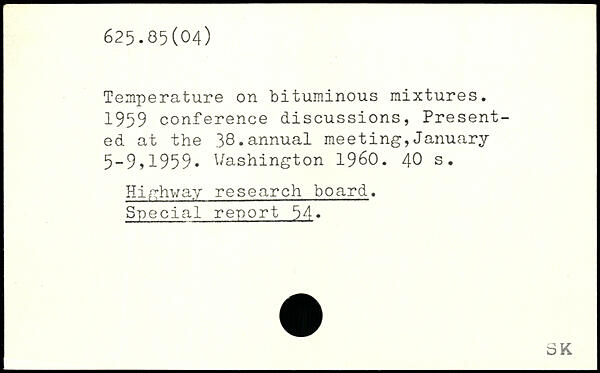 625.85(04)
Temperature on bituminous mixtures.
1959 conference discussions, Present-
ed at the 38.annual meeting,January
5-9,1959. Washington 1960. 40 s.
Highway research board.
Special report 54.
SK